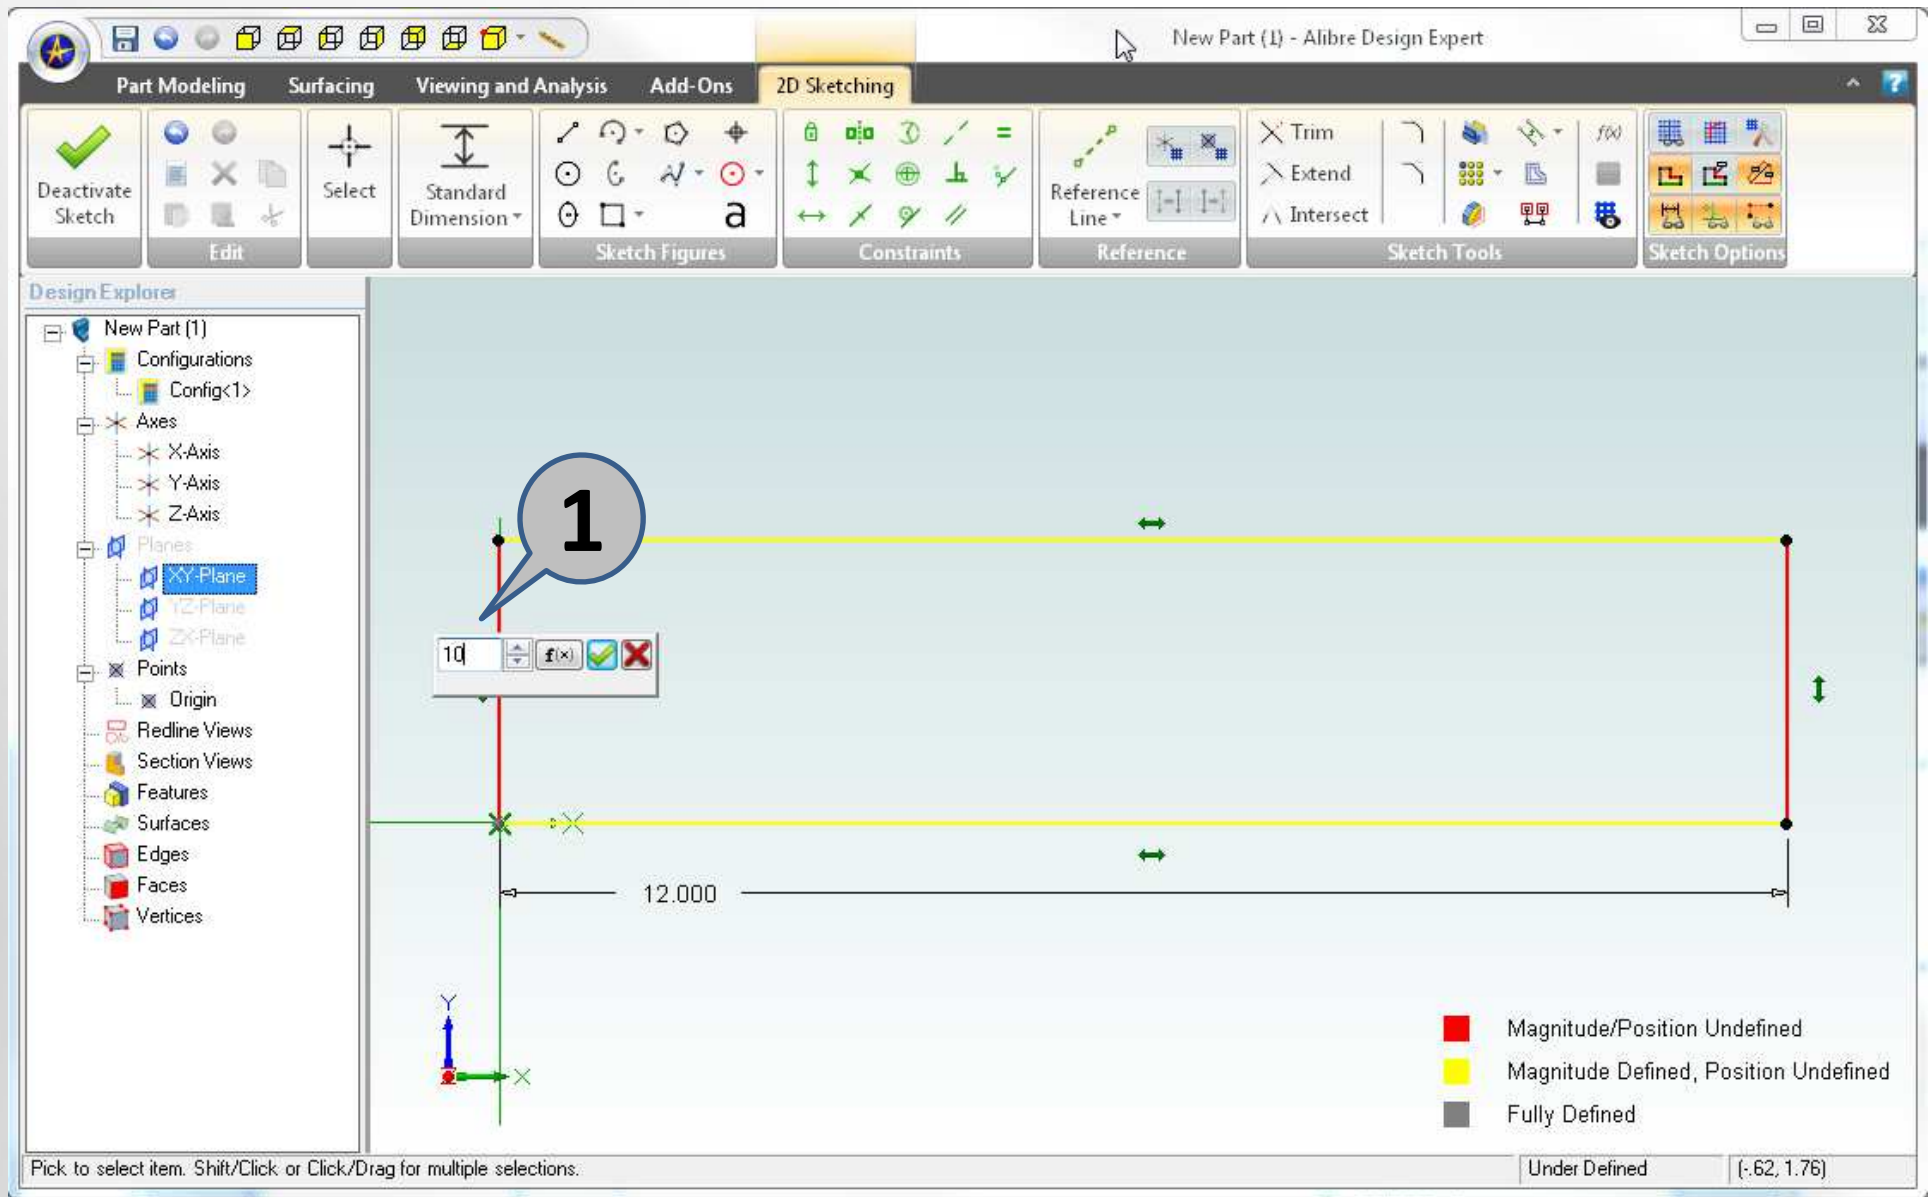 New Part (1) - Alibre Design Expert
Part Modeling Surfacing Viewing and Analysis Add-Ons 2D Sketching
Deactivate
Sketch
Edit
Select
Standard
Dimension
a
Sketch Figures
Constraints
Reference
Line
Reference
Trim
Extend
Intersect
f(x)
Sketch Tools
Sketch Options
Design Explorer
New Part (1)
Configurations
Config<1>
Axes
X-Axis
Y-Axis
Z-Axis
Planes
XY-Plane
YZ-Plane
ZX-Plane
Points
Origin
Redline Views
Section Views
Features
Surfaces
Edges
Faces
Vertices
1
10 f(x)
X
12.000
Y
X
Magnitude/Position Undefined
Magnitude Defined, Position Undefined
Fully Defined
Pick to select item. Shift/Click or Click/Drag for multiple selections.
Under Defined
(-.62, 1.76)